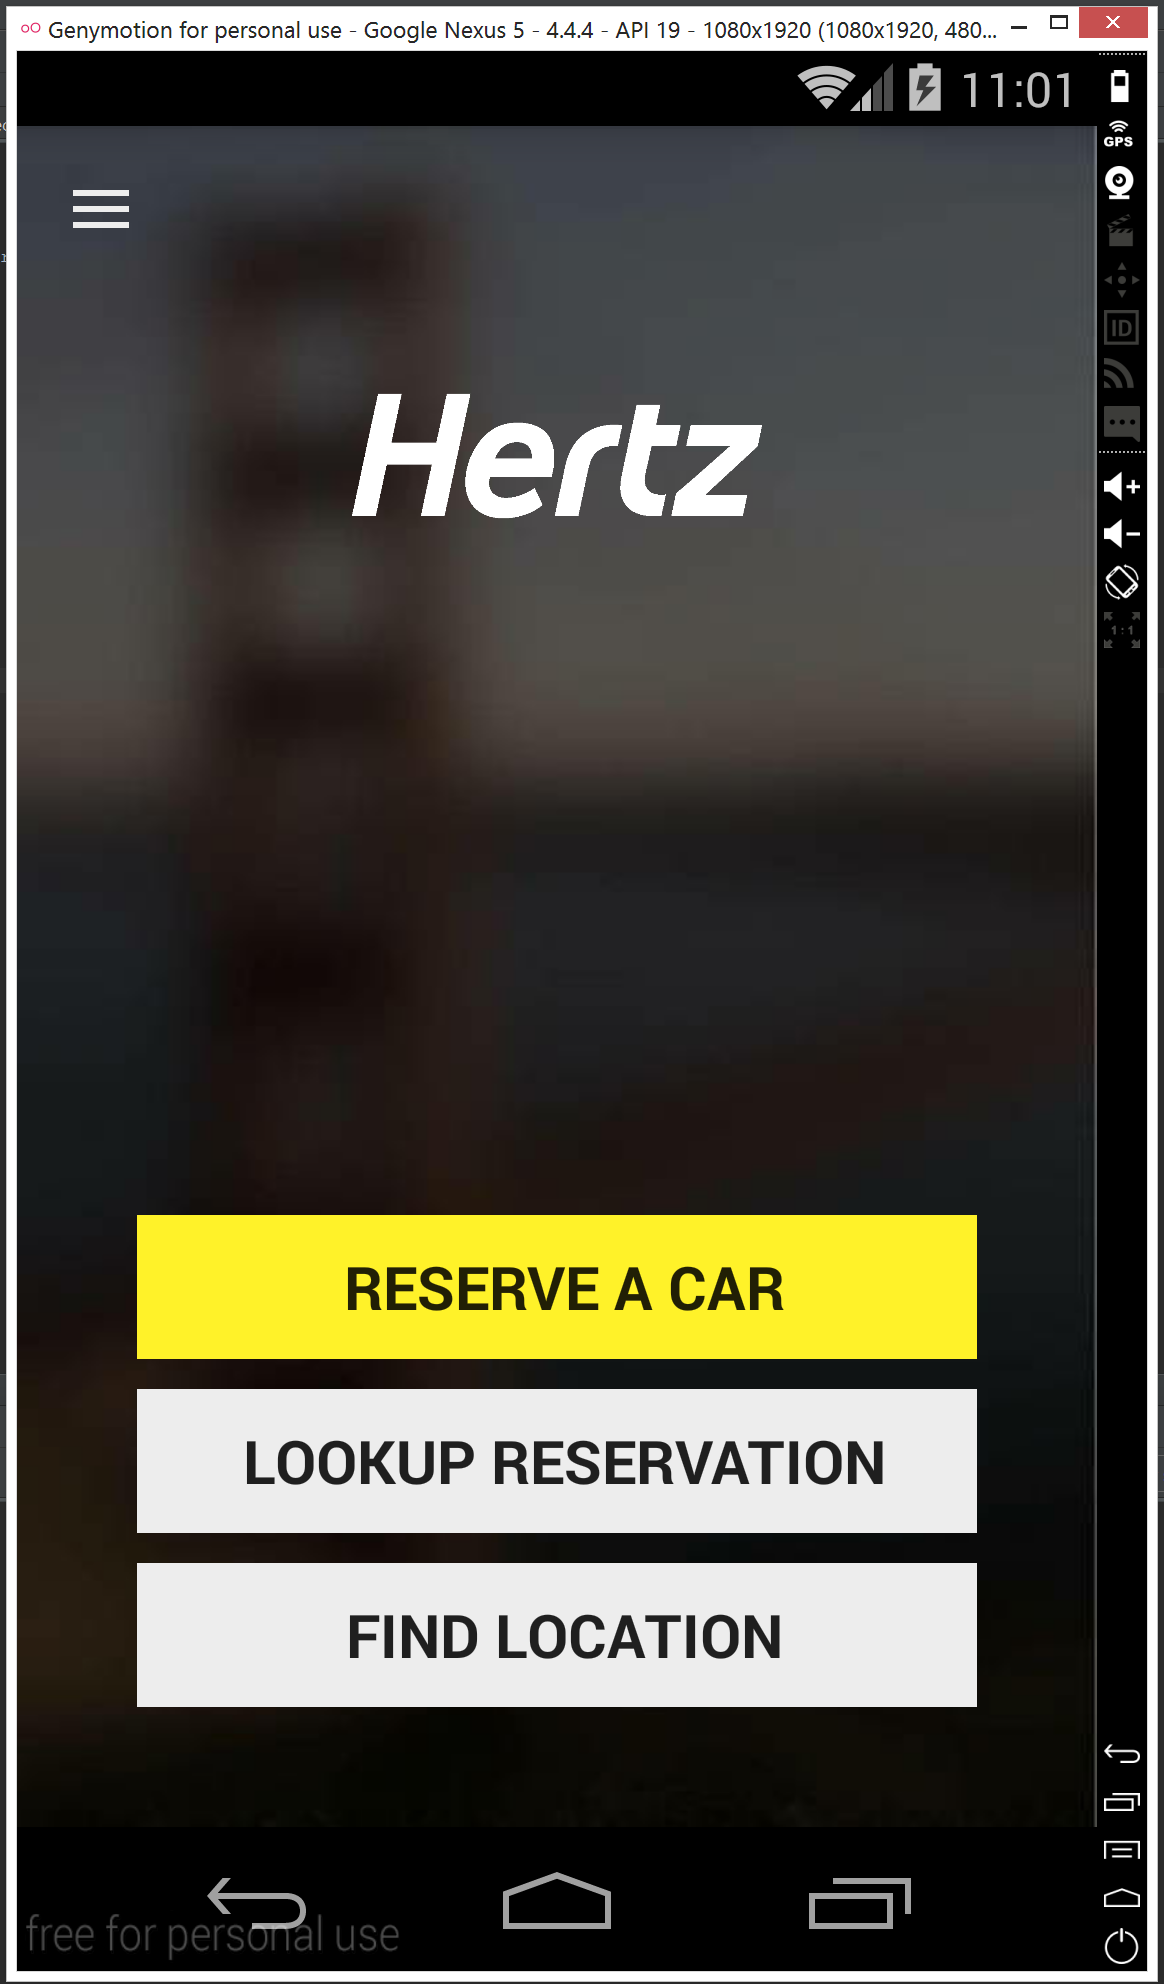 Genymotion for personal use - Google Nexus 5 - 4.4.4 - API 19 - 1080x1920 (1080x1920, 480...
11:01
GPS
ID
Hertz
1:1
RESERVE A CAR
LOOKUP RESERVATION
FIND LOCATION
free for personal use